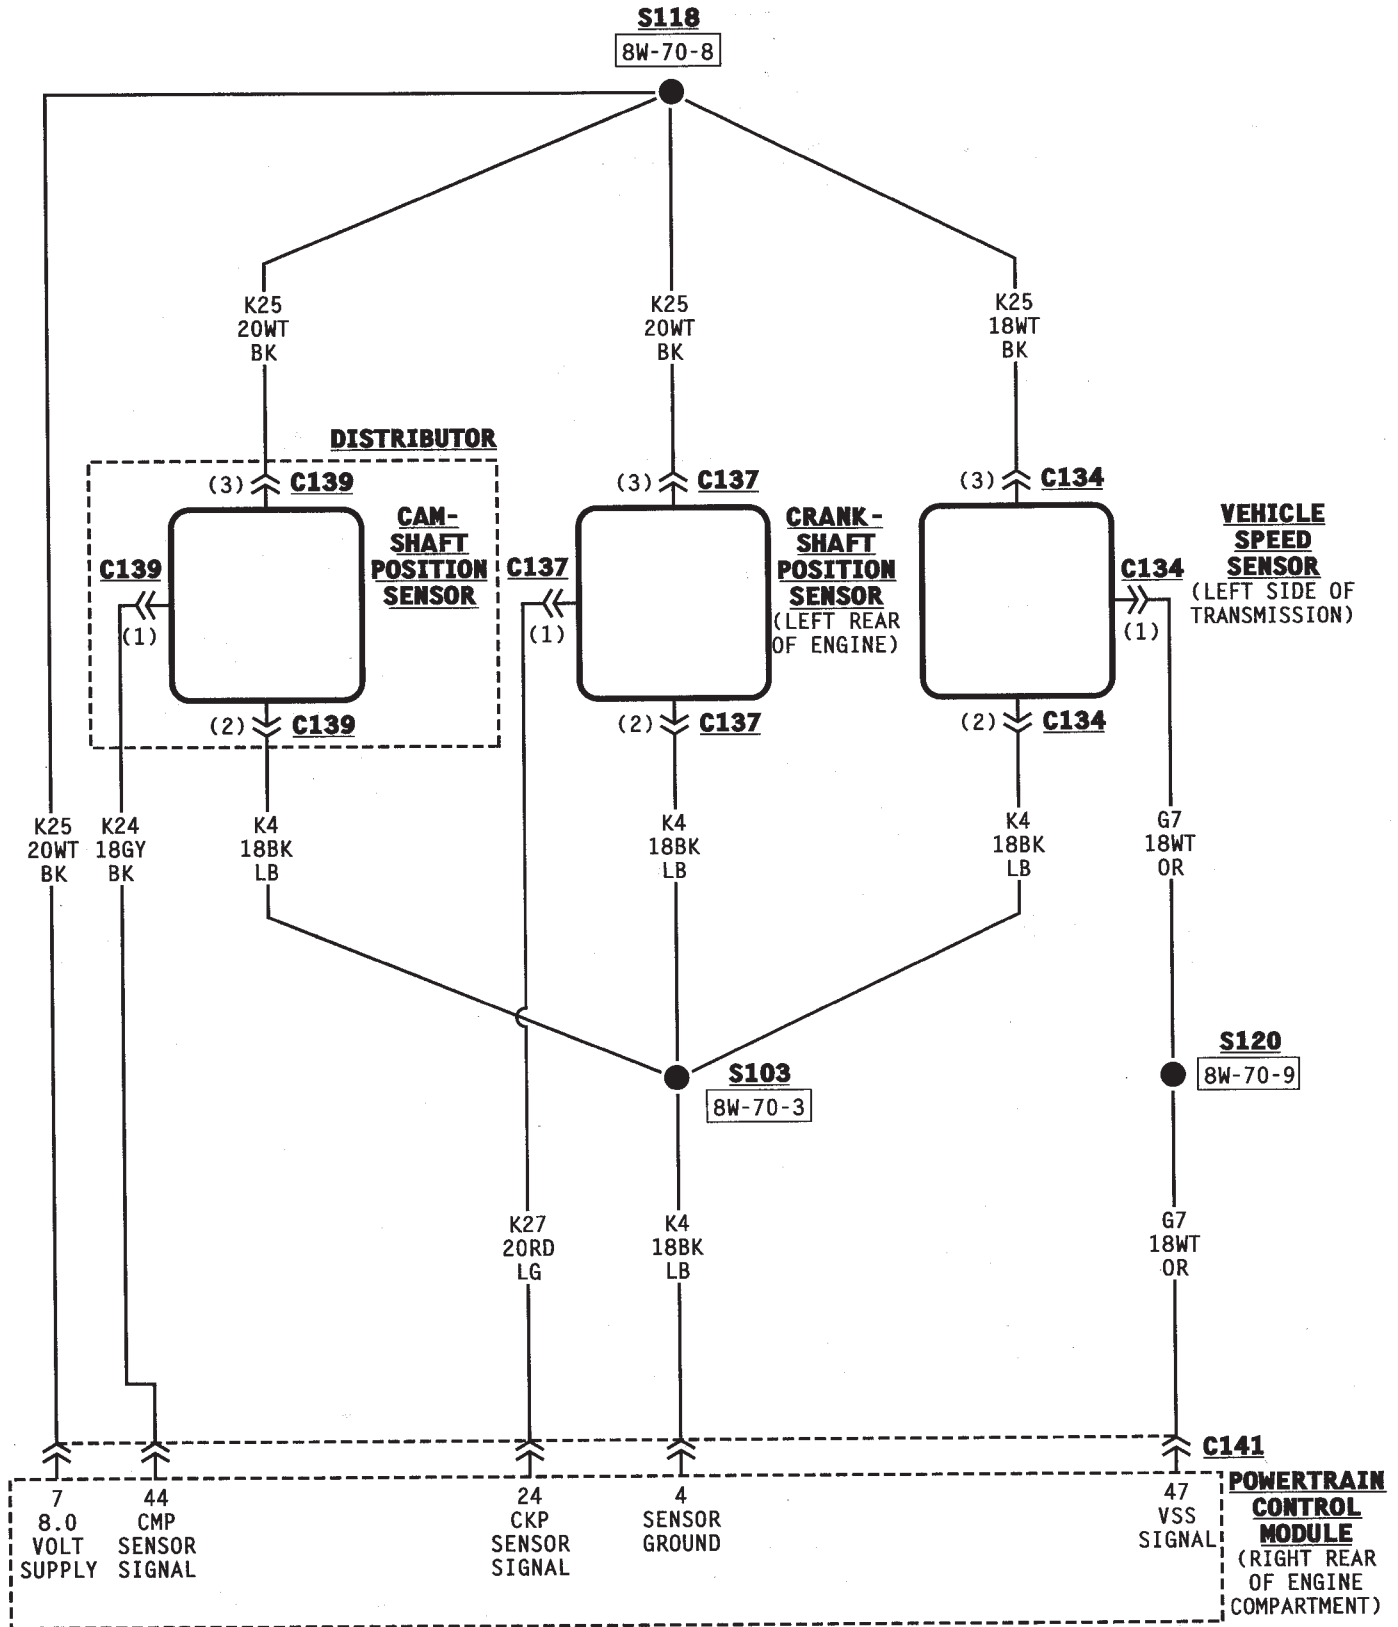 S118
8W-70-8
K25
20WT
BK
K25
20WT
BK
K25
18WT
BK
DISTRIBUTOR
(3) C139
(3) C137
(3) C134
CAM-
SHAFT
POSITION
SENSOR
CRANK-
SHAFT
POSITION
SENSOR
(LEFT REAR
OF ENGINE)
VEHICLE
SPEED
SENSOR
(LEFT SIDE OF
TRANSMISSION)
C139
(1)
C137
(1)
C134
(1)
(2) C139
(2) C137
(2) C134
K25
20WT
BK
K24
18GY
BK
K4
18BK
LB
K4
18BK
LB
K4
18BK
LB
G7
18WT
OR
S103
8W-70-3
S120
8W-70-9
K27
20RD
LG
K4
18BK
LB
G7
18WT
OR
C141
7
8.0
VOLT
SUPPLY
44
CMP
SENSOR
SIGNAL
24
CKP
SENSOR
SIGNAL
4
SENSOR
GROUND
47
VSS
SIGNAL
POWERTRAIN
CONTROL
MODULE
(RIGHT REAR
OF ENGINE
COMPARTMENT)